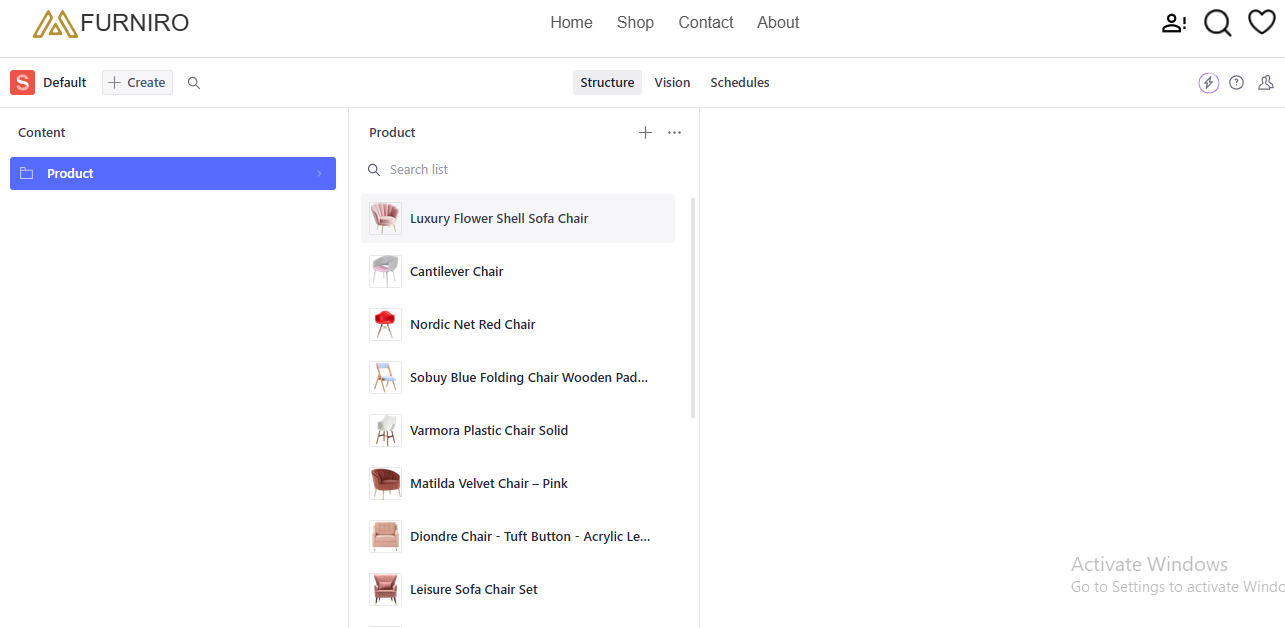 FURNIRO
Home Shop Contact About
S Default Create
Structure Vision Schedules
Content
Product
Product
Search list
Luxury Flower Shell Sofa Chair
Cantilever Chair
Nordic Net Red Chair
Sobuy Blue Folding Chair Wooden Pad...
Varmora Plastic Chair Solid
Matilda Velvet Chair – Pink
Diondre Chair - Tuft Button - Acrylic Le...
Leisure Sofa Chair Set
Activate Windows
Go to Settings to activate Windo